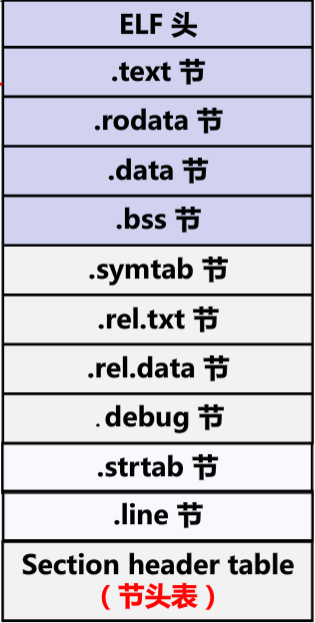 ELF 头
.text 节
.rodata 节
.data 节
.bss 节
.symtab 节
.rel.txt 节
.rel.data 节
.debug 节
.strtab 节
.line 节
Section header table
（节头表）